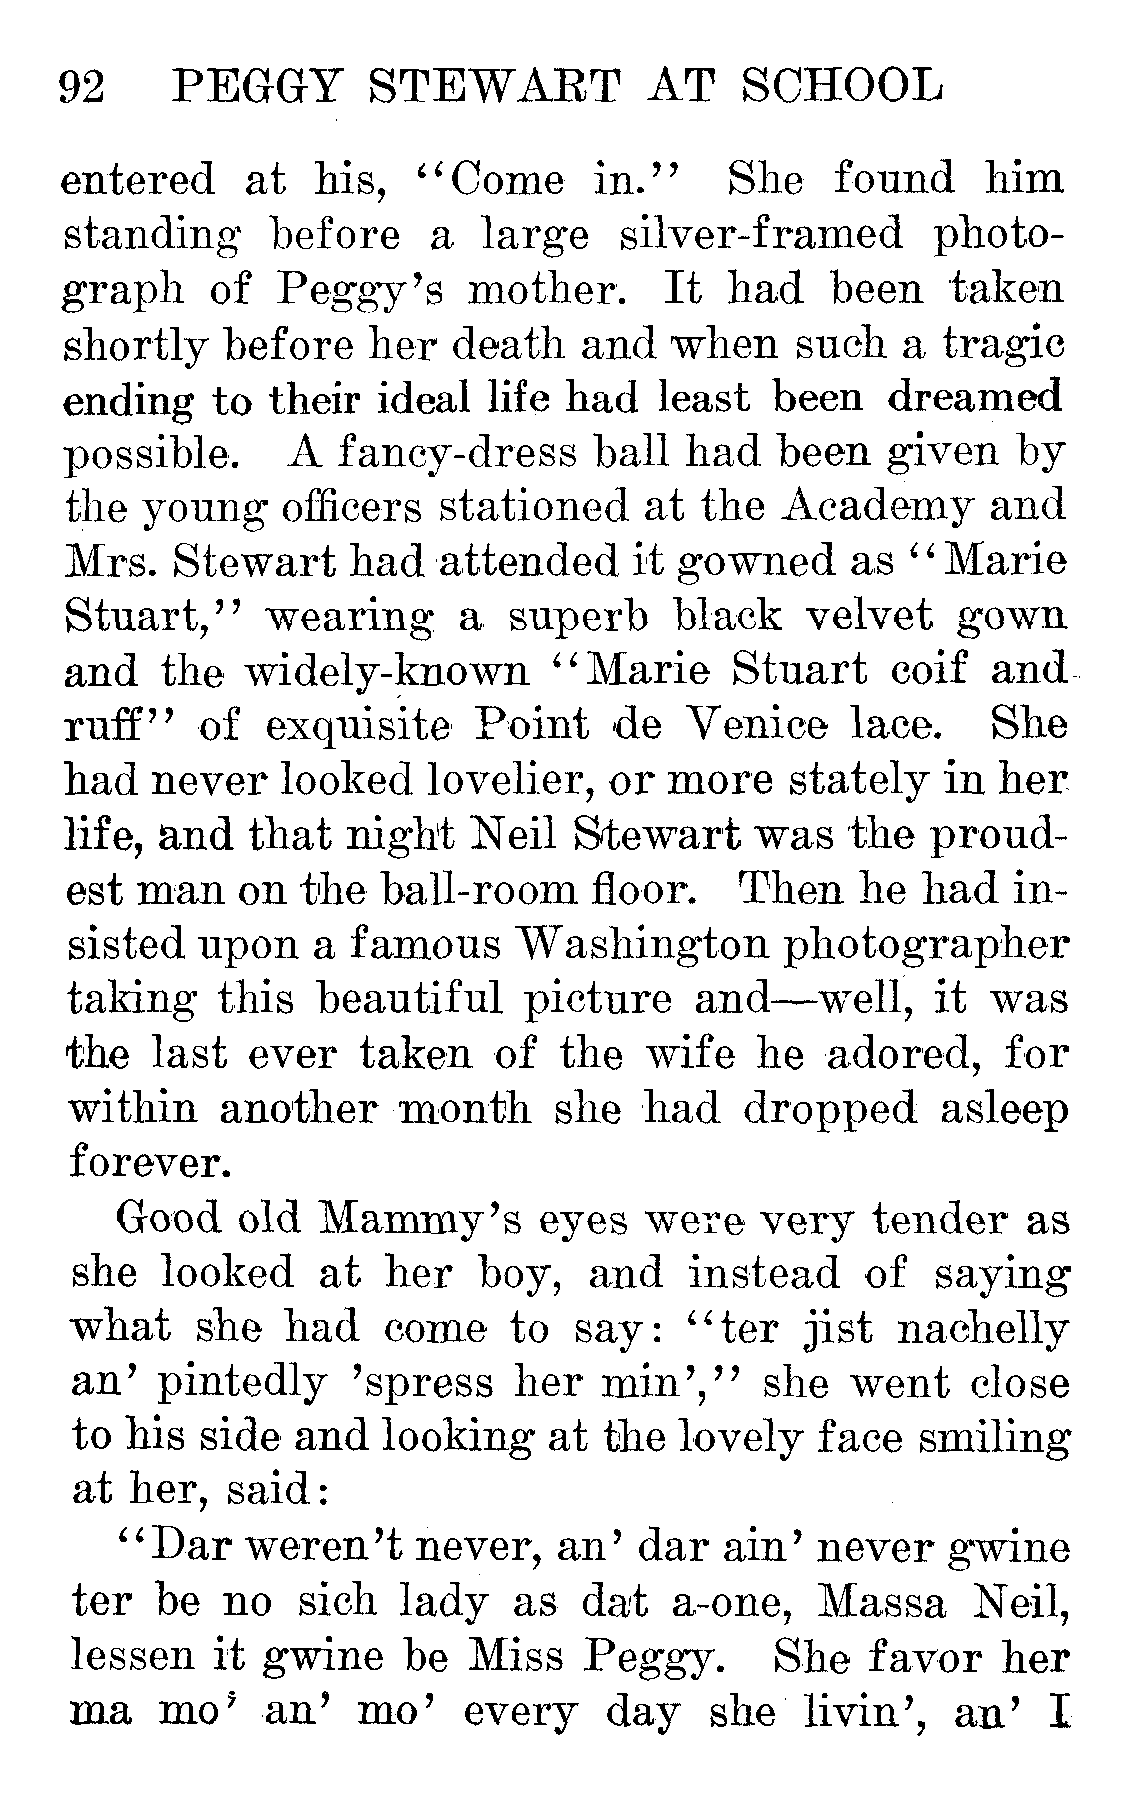 92 PEGGY STEWART AT SCHOOL
entered at his, “Come in.” She found him
standing before a large silver-framed photo-
graph of Peggy’s mother. It had been taken
shortly before her death and when such a tragic
ending to their ideal life had least been dreamed
possible. A fancy-dress ball had been given by
the young officers stationed at the Academy and
Mrs. Stewart had attended it gowned as “Marie
Stuart,” wearing a superb black velvet gown
and the widely-known “Marie Stuart coif and
ruff” of exquisite Point de Venice lace. She
had never looked lovelier, or more stately in her
life, and that night Neil Stewart was the proud-
est man on the ball-room floor. Then he had in-
sisted upon a famous Washington photographer
taking this beautiful picture and—well, it was
the last ever taken of the wife he adored, for
within another month she had dropped asleep
forever.
Good old Mammy’s eyes were very tender as
she looked at her boy, and instead of saying
what she had come to say: “ter jist nachelly
an’ pintedly ’spress her min’,” she went close
to his side and looking at the lovely face smiling
at her, said:
“Dar weren’t never, an’ dar ain’ never gwine
ter be no sich lady as dat a-one, Massa Neil,
lessen it gwine be Miss Peggy. She favor her
ma mo’ an’ mo’ every day she livin’, an’ I